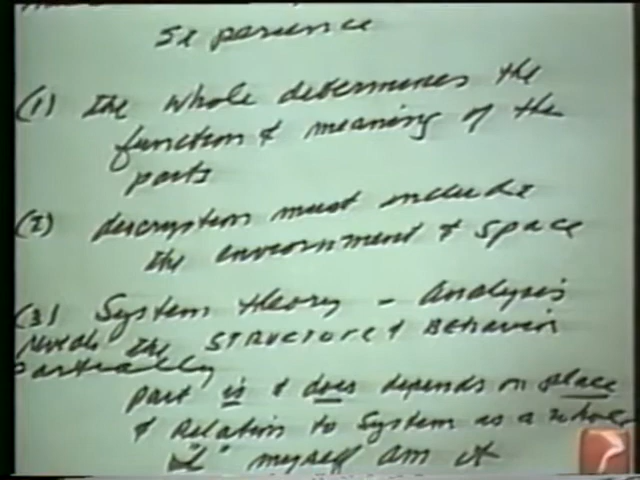 Experience
(1) the whole determines the
function & meaning of the
parts
(2) description must include
the environment & space
(3) System theory - analysis
reveals the STRUCTURE & BEHAVIOR
partially
part is & does depends on place
& Relation to System as a whole
"I" myself am it